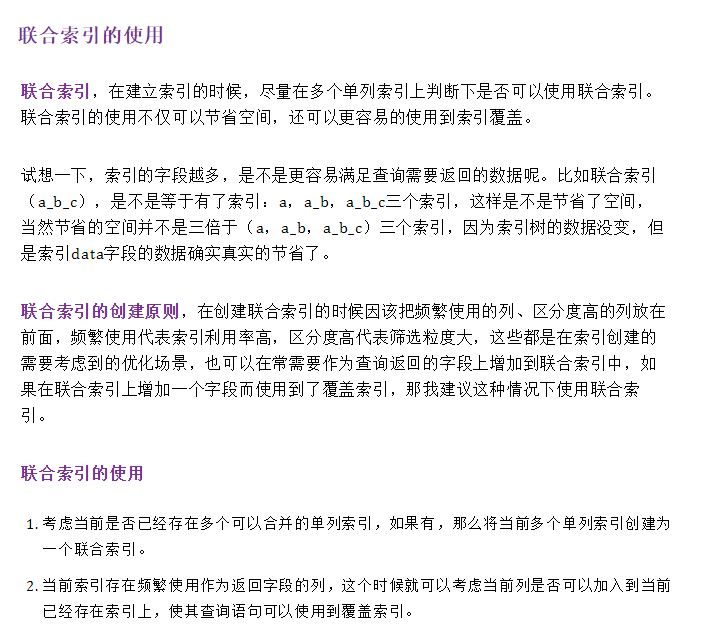 联合索引的使用
联合索引，在建立索引的时候，尽量在多个单列索引上判断下是否可以使用联合索引。
联合索引的使用不仅可以节省空间，还可以更容易的使用到索引覆盖。
试想一下，索引的字段越多，是不是更容易满足查询需要返回的数据呢。比如联合索引
（a_b_c），是不是等于有了索引：a，a_b，a_b_c三个索引，这样是不是节省了空间，
当然节省的空间并不是三倍于（a，a_b，a_b_c）三个索引，因为索引树的数据没变，但
是索引data字段的数据确实真实的节省了。
联合索引的创建原则，在创建联合索引的时候因该把频繁使用的列、区分度高的列放在
前面，频繁使用代表索引利用率高，区分度高代表筛选粒度大，这些都是在索引创建的
需要考虑到的优化场景，也可以在常需要作为查询返回的字段上增加到联合索引中，如
果在联合索引上增加一个字段而使用到了覆盖索引，那我建议这种情况下使用联合索
引。
联合索引的使用
1. 考虑当前是否已经存在多个可以合并的单列索引，如果有，那么将当前多个单列索引创建为
一个联合索引。
2. 当前索引存在频繁使用作为返回字段的列，这个时候就可以考虑当前列是否可以加入到当前
已经存在索引上，使其查询语句可以使用到覆盖索引。